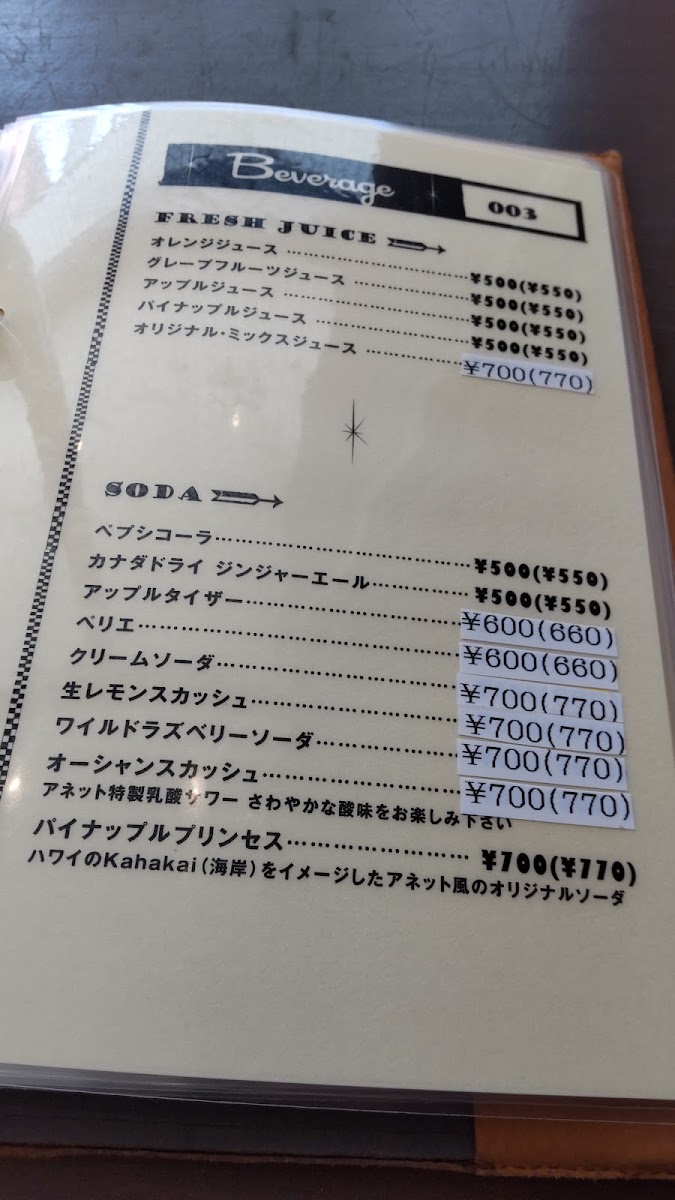 Beverage
003
FRESH JUICE
オレンジジュース ………………………… ¥500(¥550)
グレープフルーツジュース ……………… ¥500(¥550)
アップルジュース ………………………… ¥500(¥550)
パイナップルジュース …………………… ¥500(¥550)
オリジナル・ミックスジュース ………… ¥700(770)
SODA
ペプシコーラ……………………………… ¥500(¥550)
カナダドライ ジンジャーエール………… ¥500(¥550)
アップルタイザー………………………… ¥600(660)
ペリエ……………………………………… ¥600(660)
クリームソーダ…………………………… ¥700(770)
生レモンスカッシュ……………………… ¥700(770)
ワイルドラズベリーソーダ……………… ¥700(770)
オーシャンスカッシュ…………………… ¥700(770)
アネット特製乳酸サワー さわやかな酸味をお楽しみ下さい
パイナップルプリンセス………………… ¥700(¥770)
ハワイのKahakai(海岸)をイメージしたアネット風のオリジナルソーダ